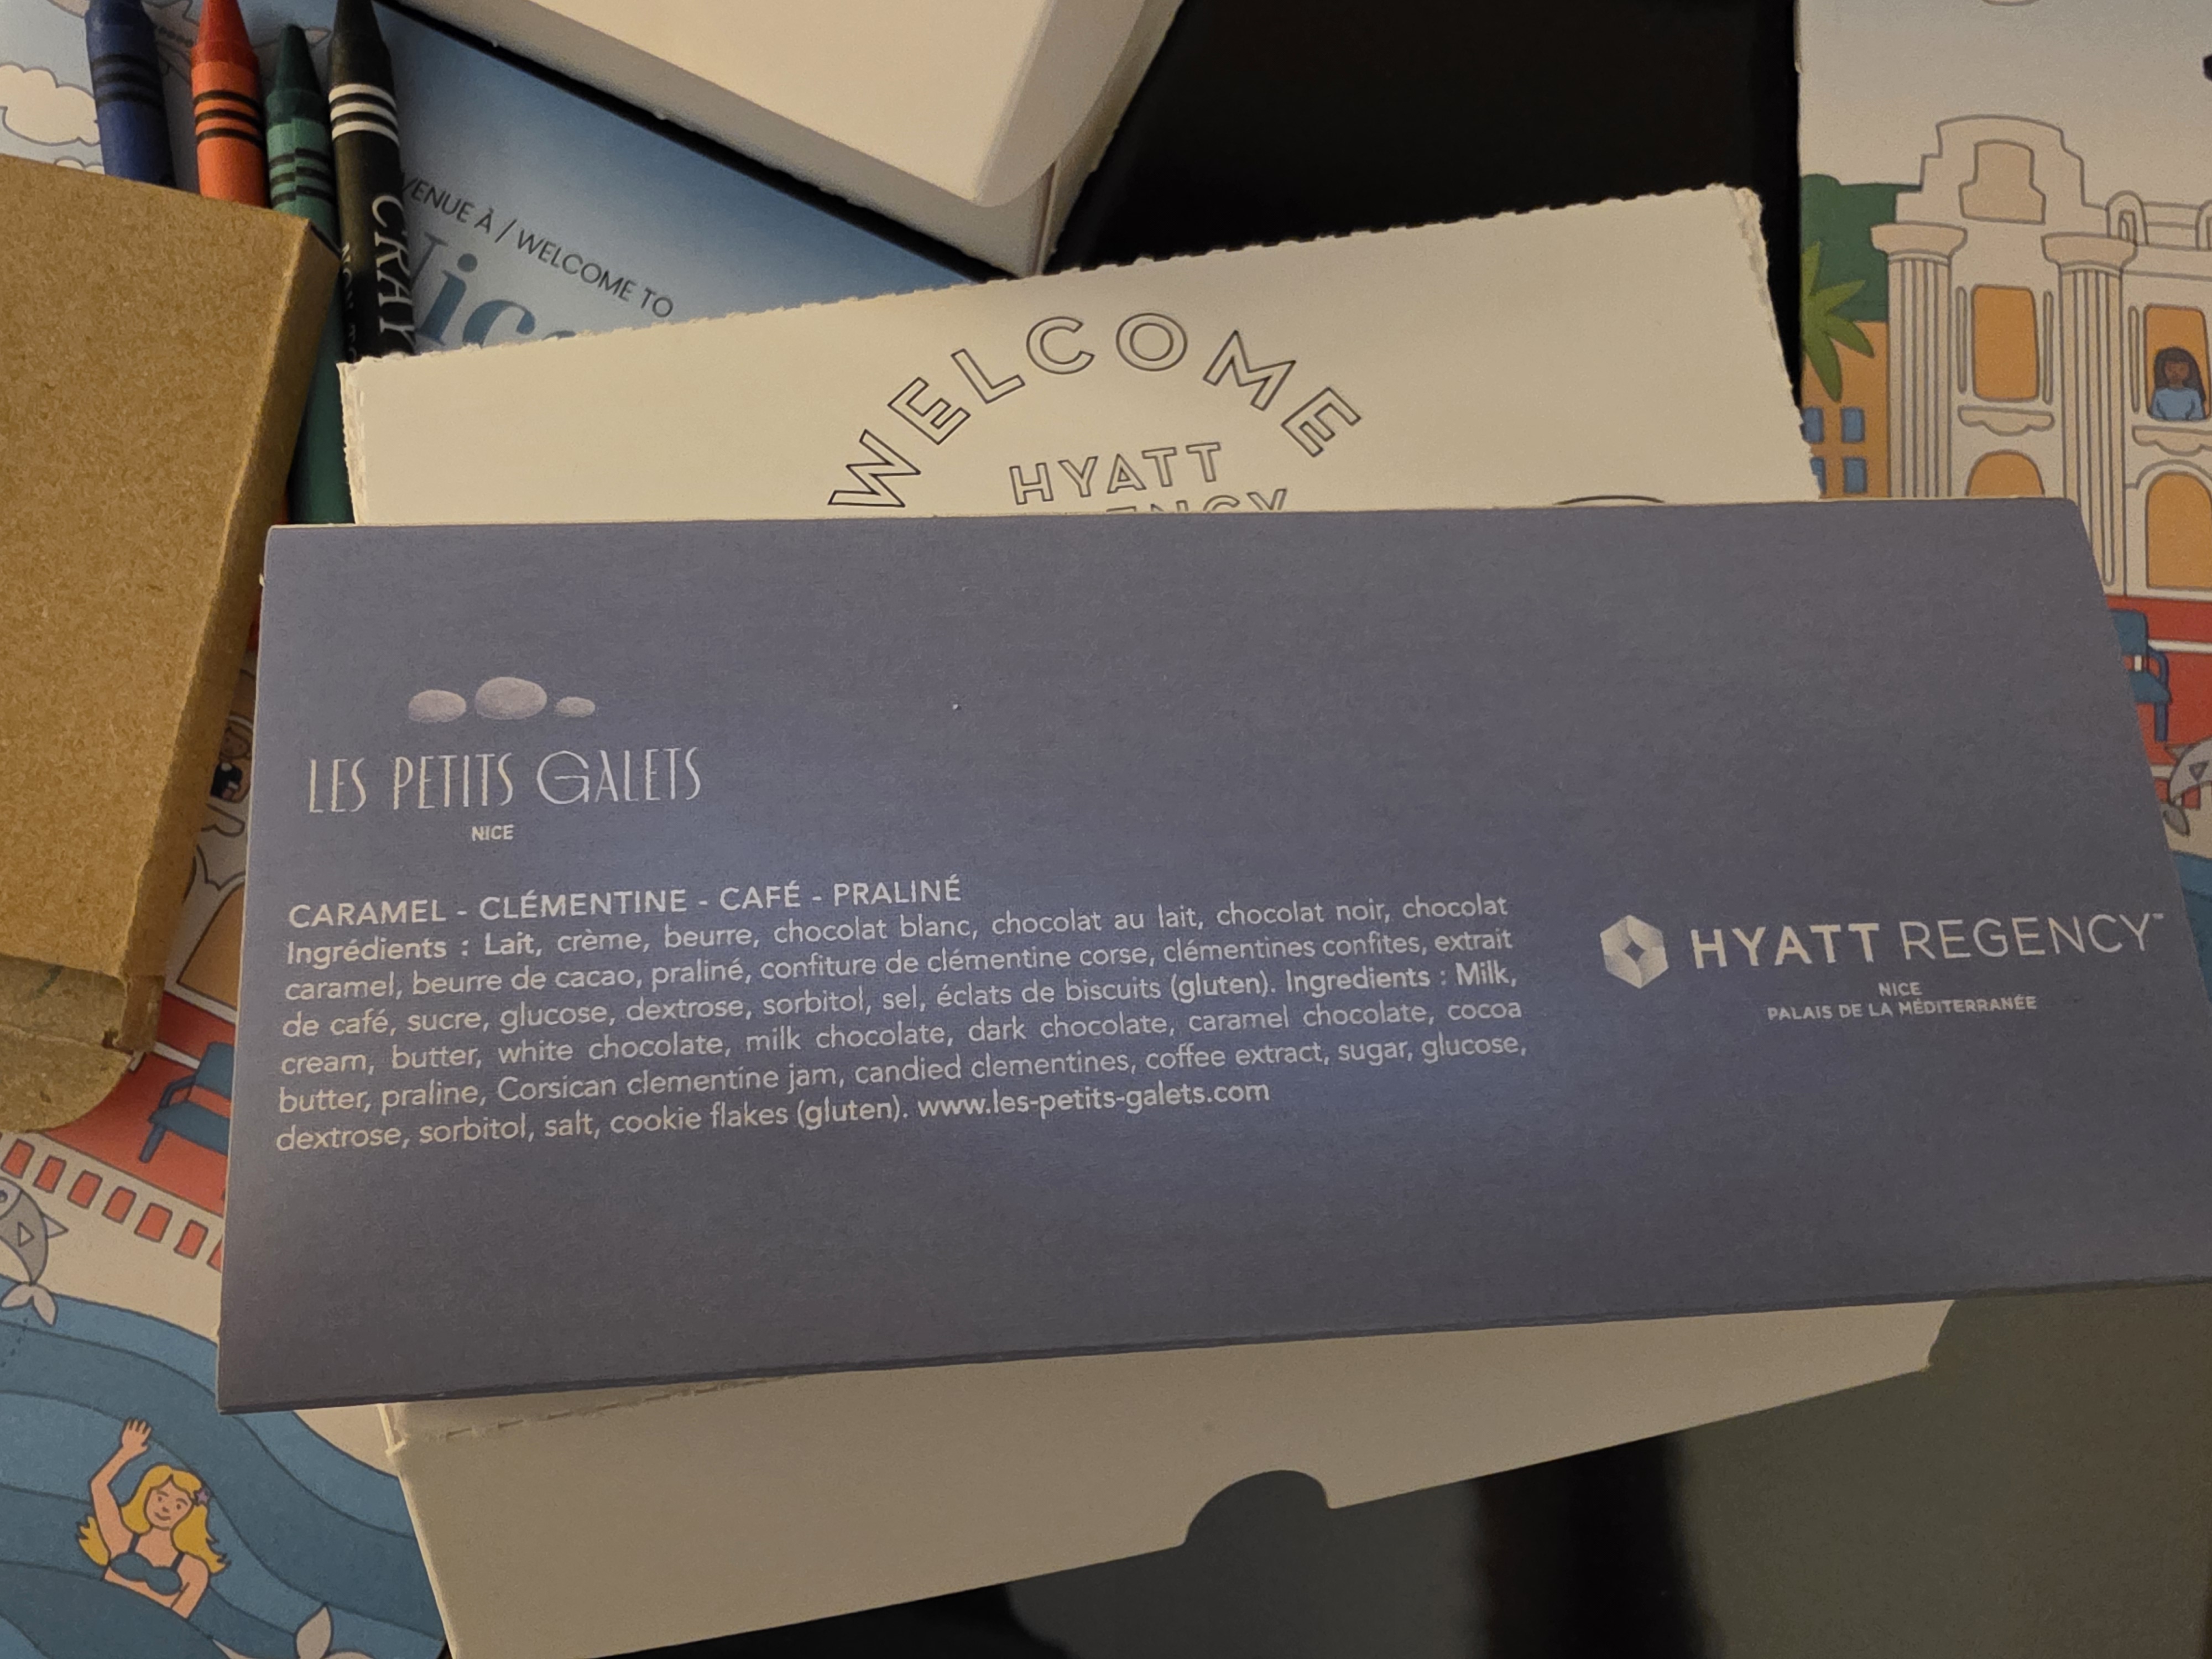 VENUE À / WELCOME TO
Nice
CRAY
WELCOME
HYATT
LES PETITS GALETS
NICE
CARAMEL - CLÉMENTINE - CAFÉ - PRALINÉ
Ingrédients : Lait, crème, beurre, chocolat blanc, chocolat au lait, chocolat noir, chocolat
caramel, beurre de cacao, praliné, confiture de clémentine corse, clémentines confites, extrait
de café, sucre, glucose, dextrose, sorbitol, sel, éclats de biscuits (gluten). Ingredients : Milk,
cream, butter, white chocolate, milk chocolate, dark chocolate, caramel chocolate, cocoa
butter, praline, Corsican clementine jam, candied clementines, coffee extract, sugar, glucose,
dextrose, sorbitol, salt, cookie flakes (gluten). www.les-petits-galets.com
HYATT REGENCY™
NICE
PALAIS DE LA MÉDITERRANÉE